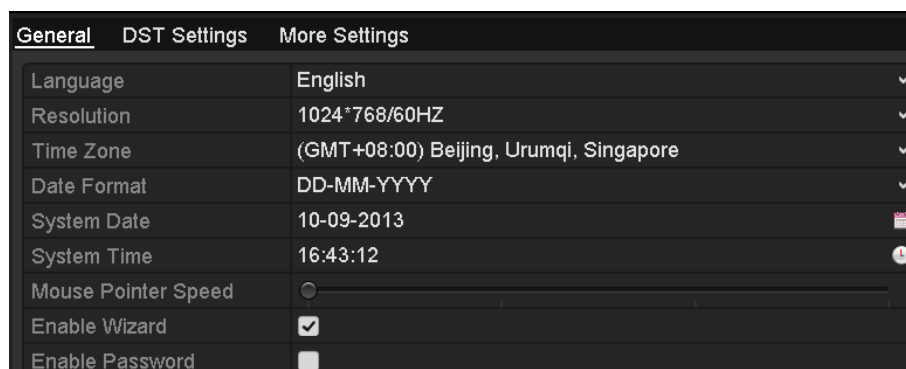 General DST Settings More Settings
Language English
Resolution 1024*768/60HZ
Time Zone (GMT+08:00) Beijing, Urumqi, Singapore
Date Format DD-MM-YYYY
System Date 10-09-2013
System Time 16:43:12
Mouse Pointer Speed
Enable Wizard
Enable Password